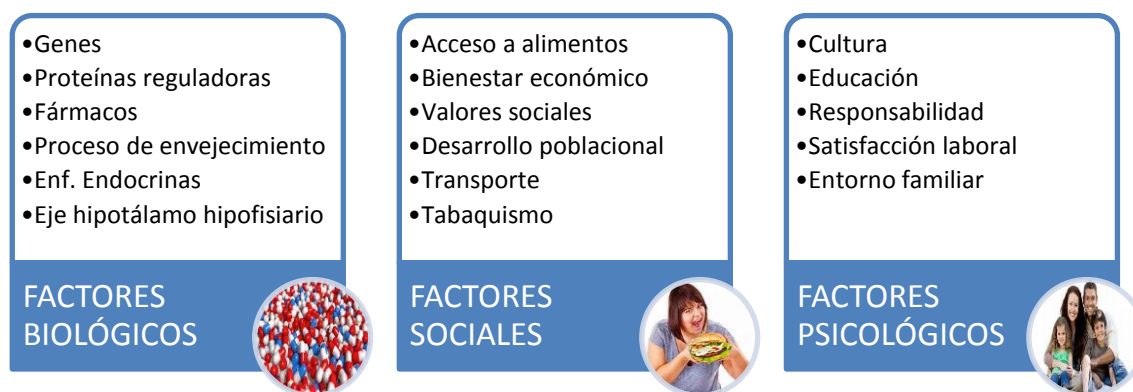 •Genes
•Proteínas reguladoras
•Fármacos
•Proceso de envejecimiento
•Enf. Endocrinas
•Eje hipotálamo hipofisiario
FACTORES
BIOLÓGICOS
•Acceso a alimentos
•Bienestar económico
•Valores sociales
•Desarrollo poblacional
•Transporte
•Tabaquismo
FACTORES
SOCIALES
•Cultura
•Educación
•Responsabilidad
•Satisfacción laboral
•Entorno familiar
FACTORES
PSICOLÓGICOS